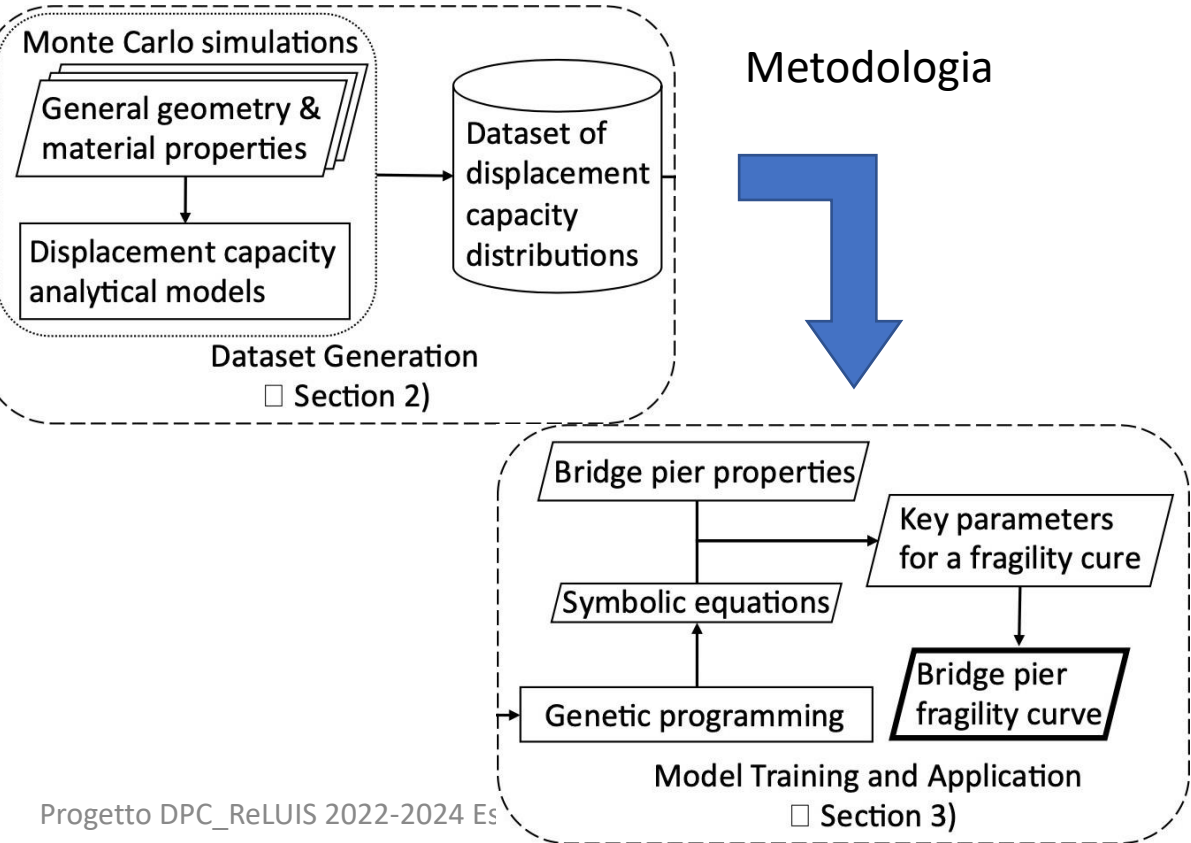 Metodologia
Monte Carlo simulations
General geometry &
material properties
Displacement capacity
analytical models
Dataset of
displacement
capacity
distributions
Dataset Generation
□ Section 2)
Bridge pier properties
Symbolic equations
Genetic programming
Key parameters
for a fragility cure
Bridge pier
fragility curve
Model Training and Application
□ Section 3)
Progetto DPC_ReLUIS 2022-2024 Es